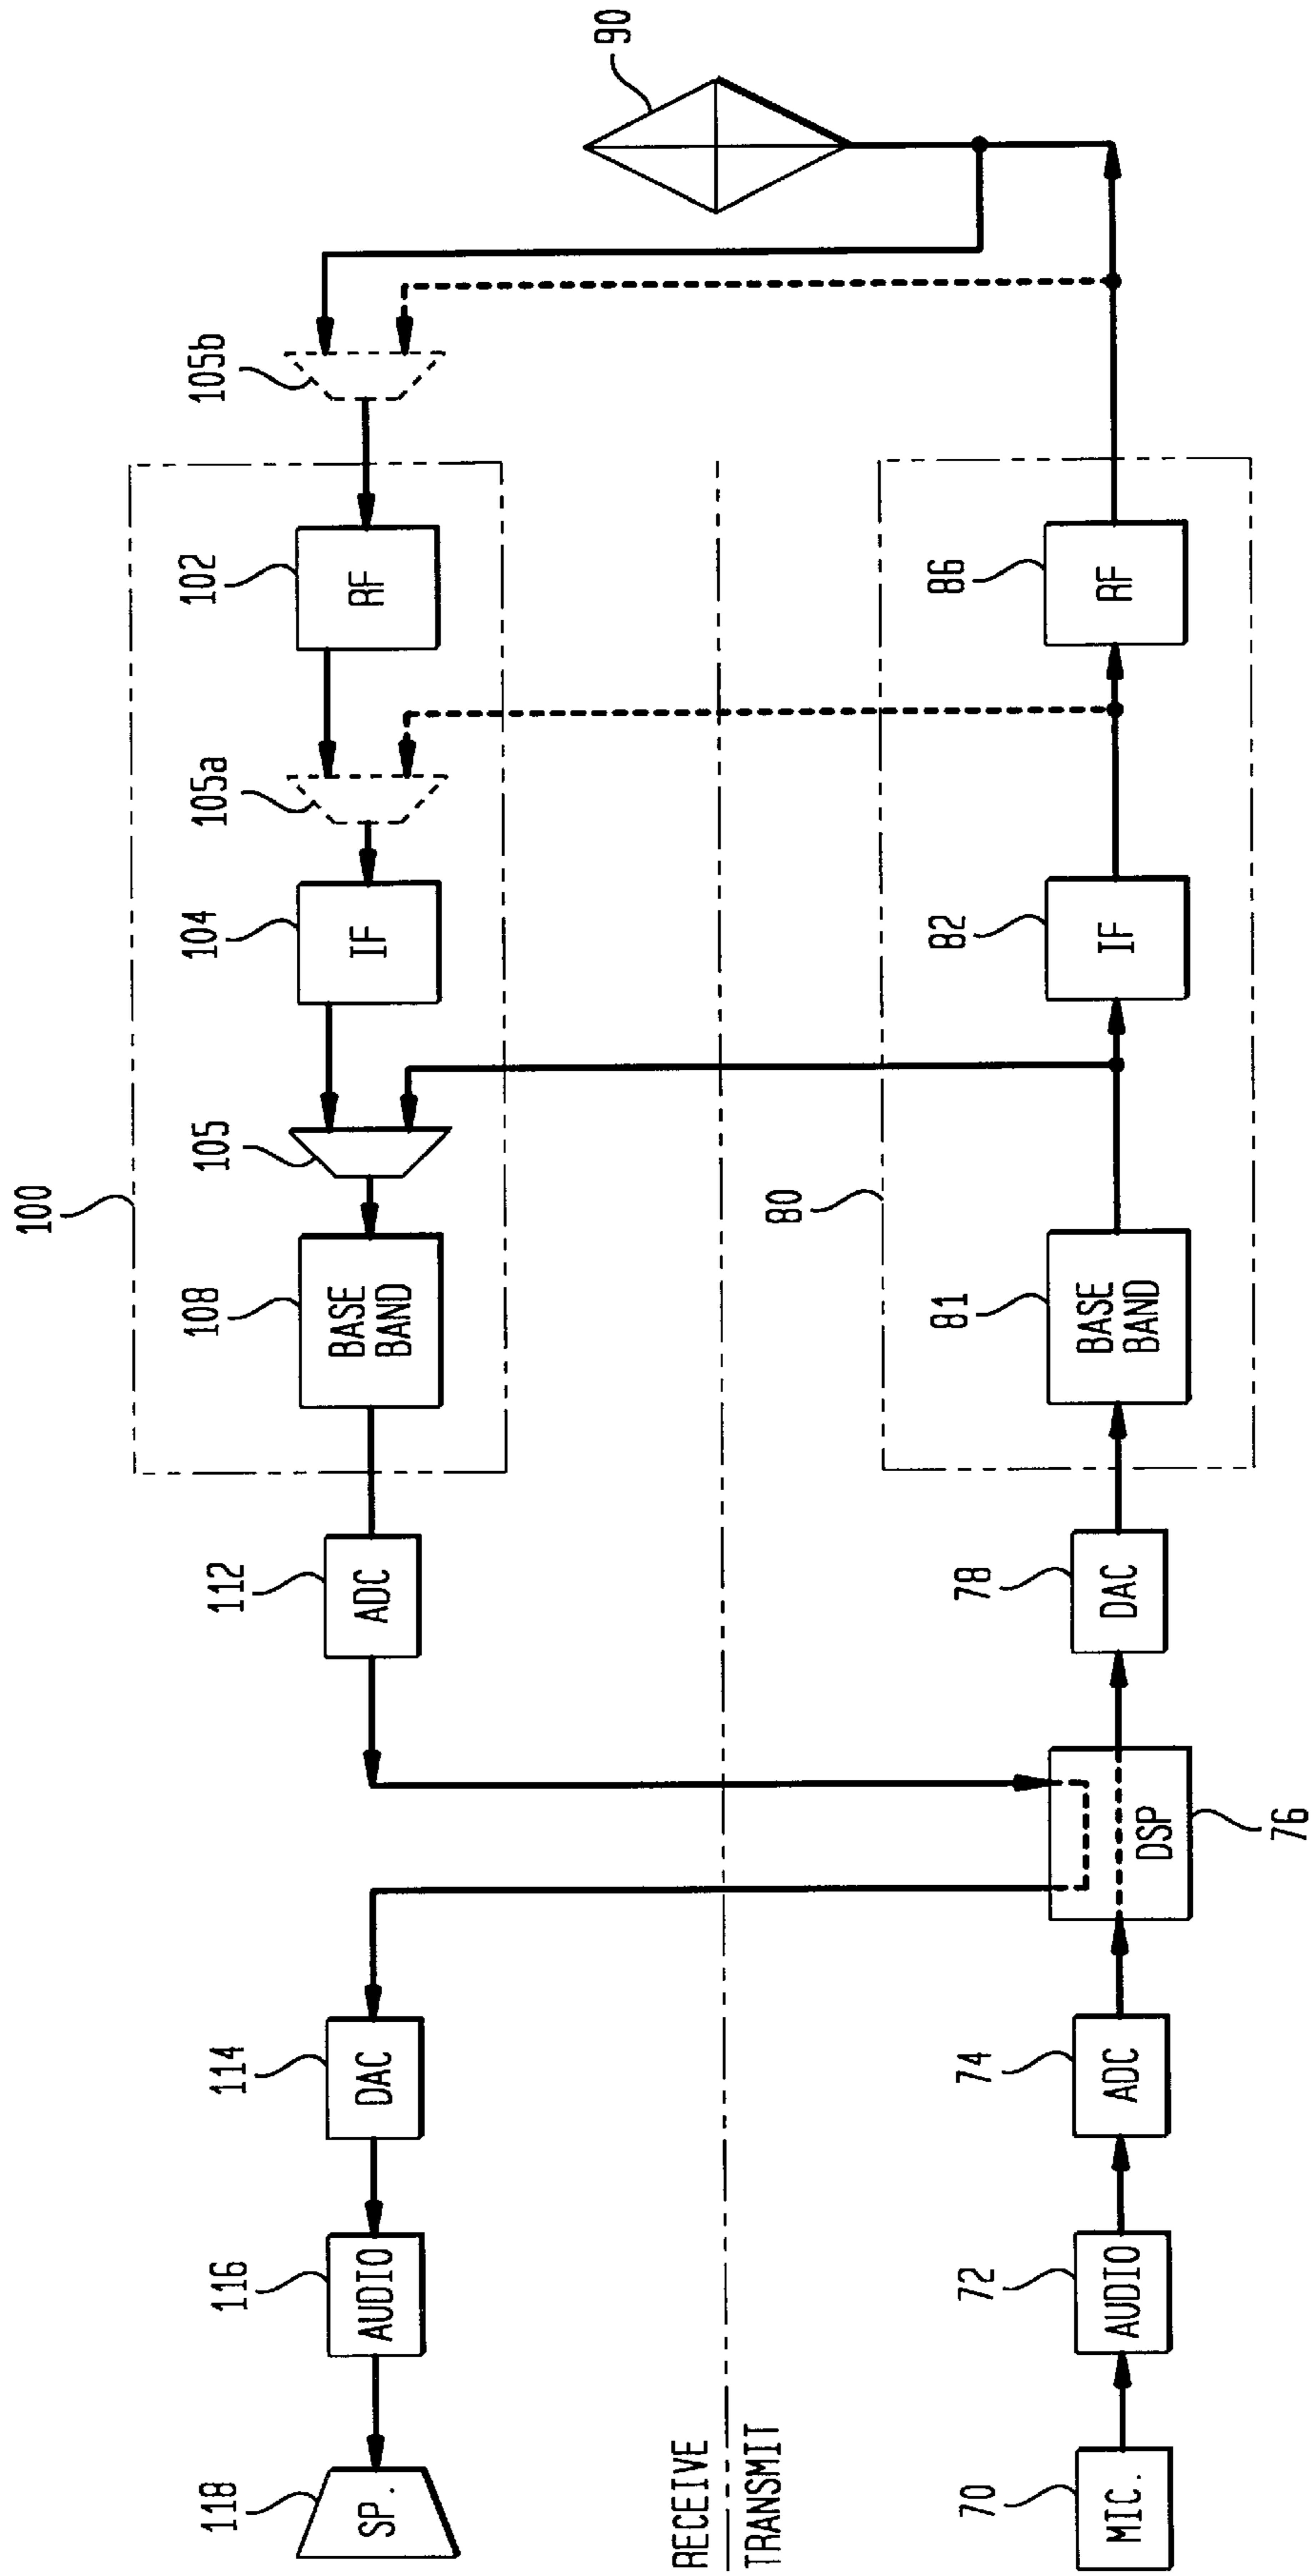 100
102
RF
105b
90
105a
104
IF
105
108
BASE
BAND
112
ADC
114
DAC
116
AUDIO
118
SP.
RECEIVE
TRANSMIT
70
MIC.
72
AUDIO
74
ADC
DSP
76
78
DAC
80
81
BASE
BAND
82
IF
86
RF